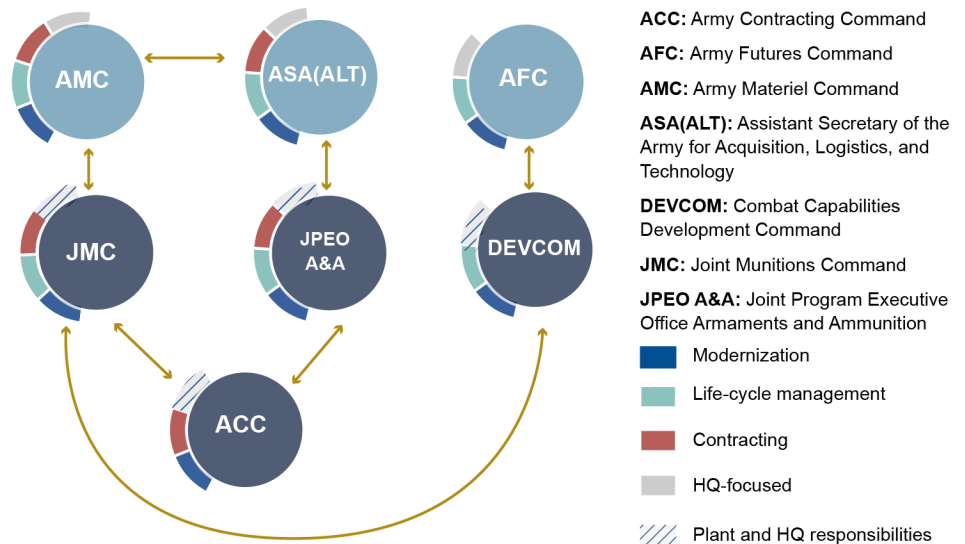 AMC
ASA(ALT)
AFC
JMC
JPEO
A&A
DEVCOM
ACC
ACC: Army Contracting Command
AFC: Army Futures Command
AMC: Army Materiel Command
ASA(ALT): Assistant Secretary of the
Army for Acquisition, Logistics, and
Technology
DEVCOM: Combat Capabilities
Development Command
JMC: Joint Munitions Command
JPEO A&A: Joint Program Executive
Office Armaments and Ammunition
Modernization
Life-cycle management
Contracting
HQ-focused
Plant and HQ responsibilities